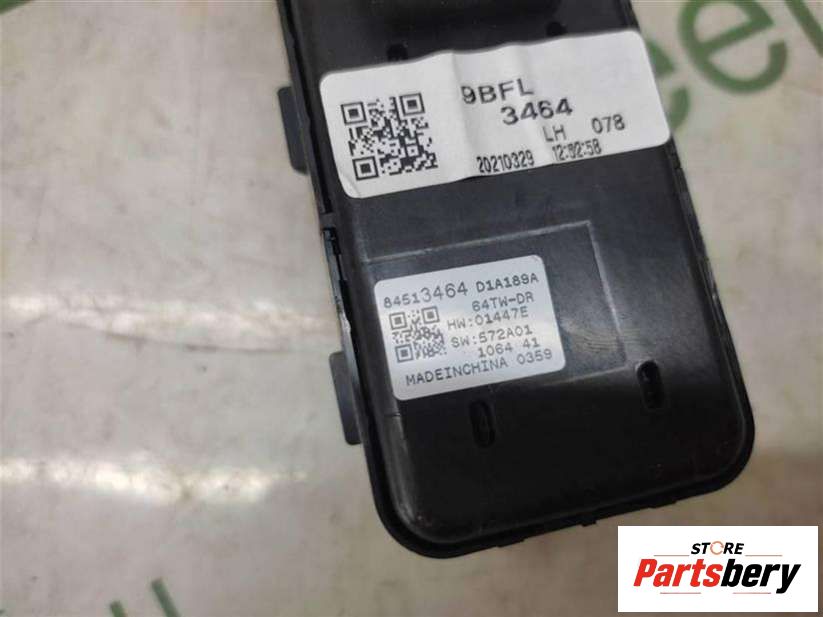 9BFL
3464
LH 078
20210329 12:02:58
84513464 D1A189A
64TW-DR
HW:01447E
SW:572A01
1064 41
MADEINCHINA 0359
STORE
Partsbery